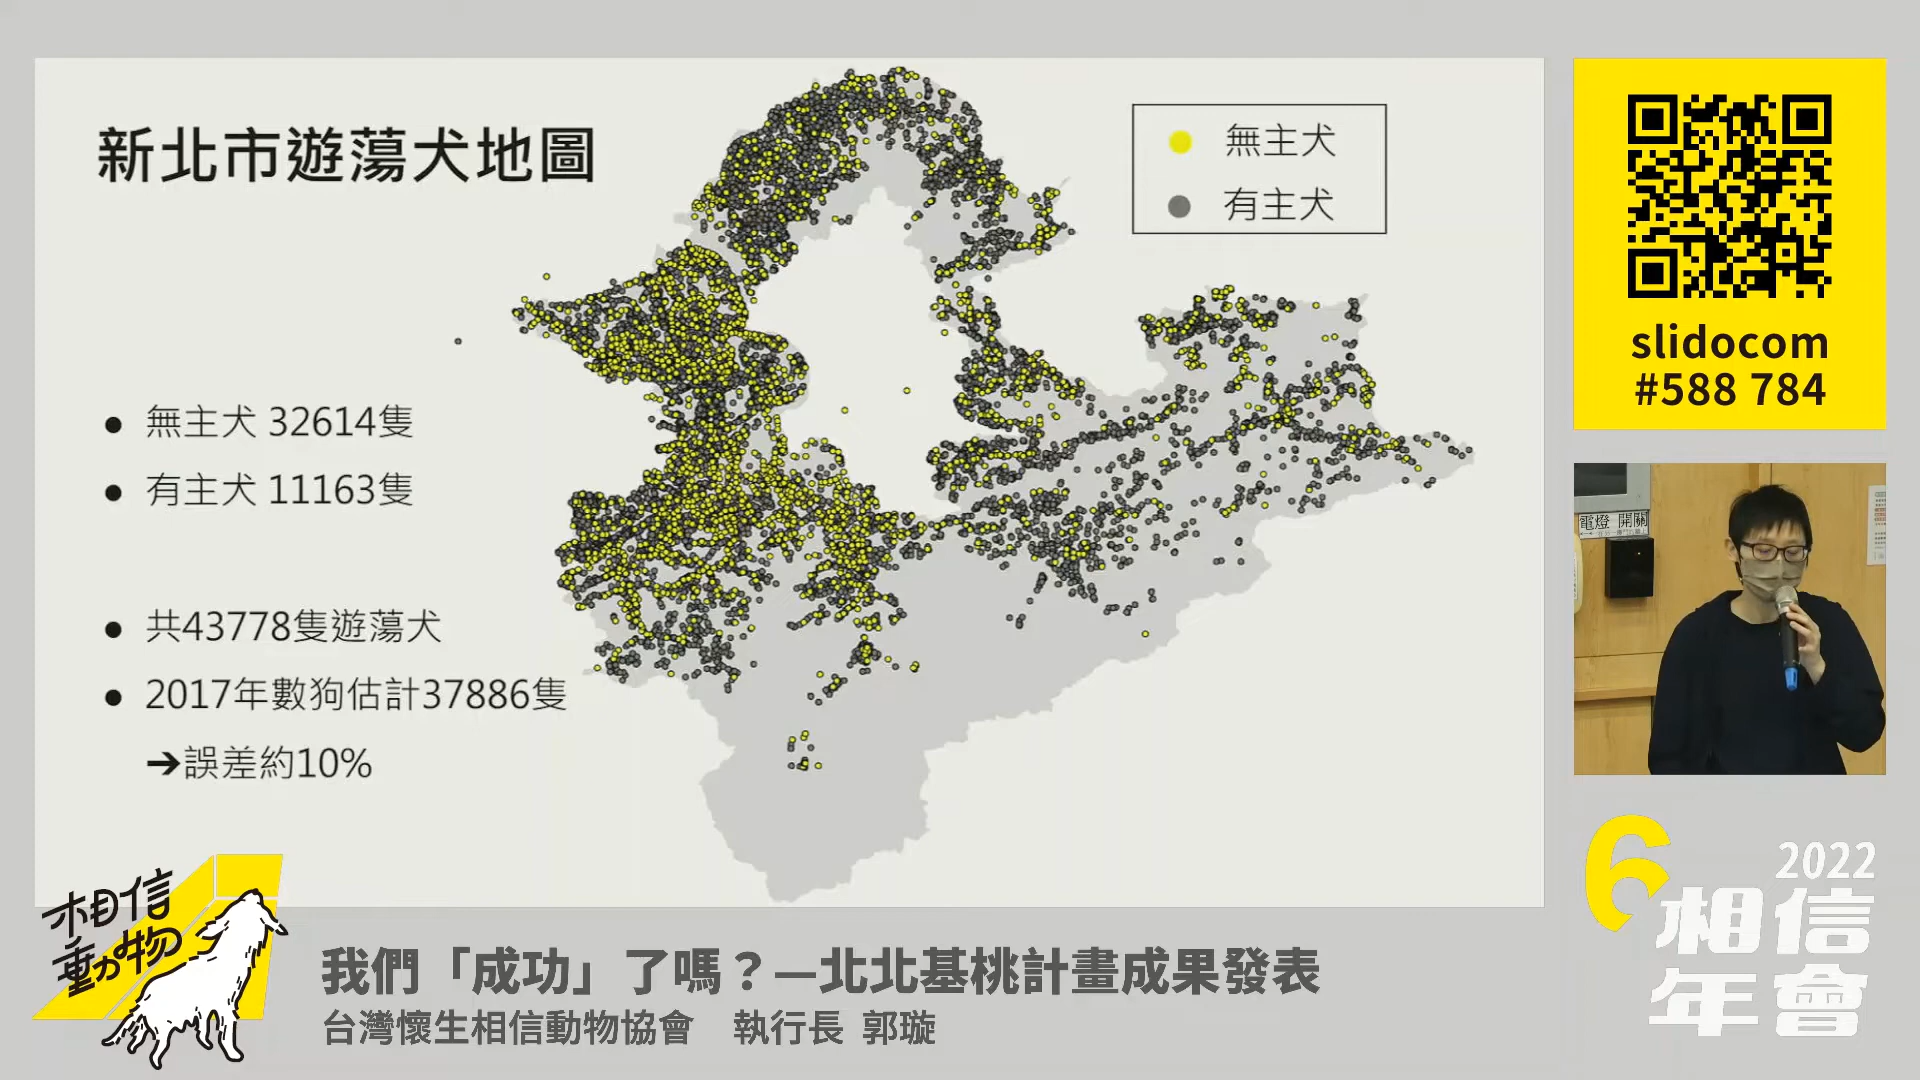 新北市遊蕩犬地圖
無主犬
有主犬
● 無主犬 32614隻
● 有主犬 11163隻
● 共43778隻遊蕩犬
● 2017年數狗估計37886隻
➔誤差約10%
slidocom
#588 784
電燈 開關
相信
動物
我們「成功」了嗎？—北北基桃計畫成果發表
台灣懷生相信動物協會 執行長 郭璇
6
2022
相信
年會